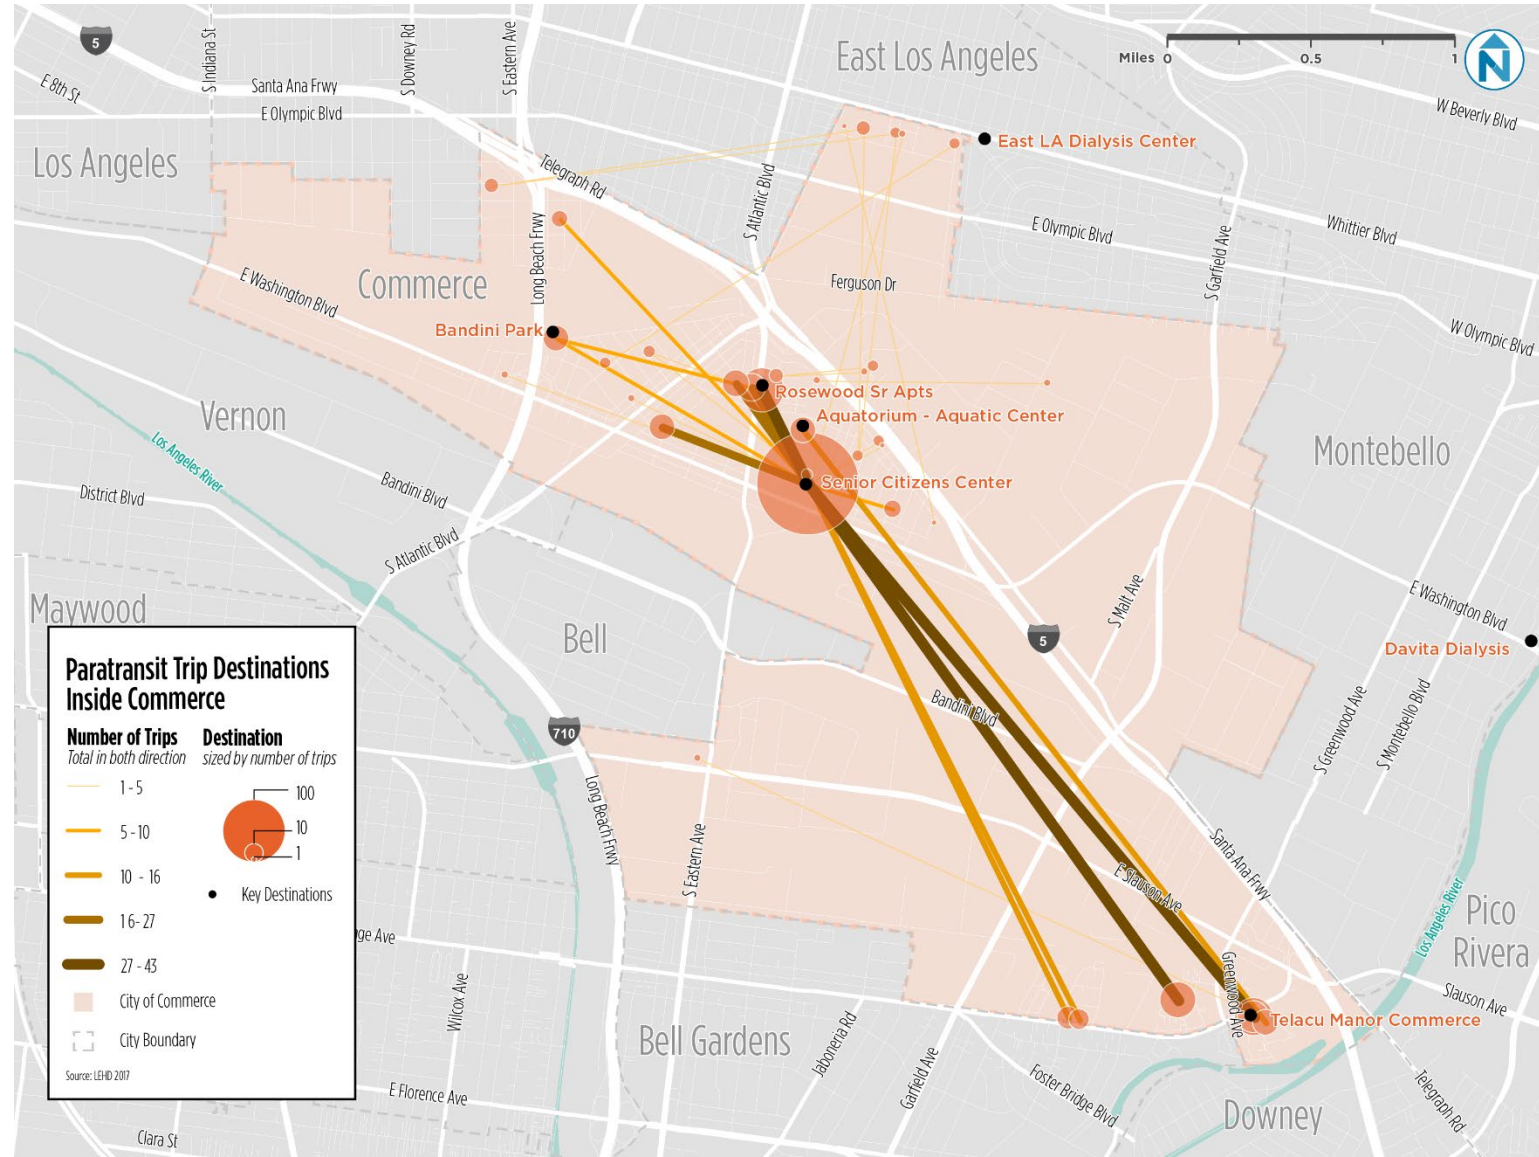 5
E 8th St
S Indiana St
Santa Ana Frwy
E Olympic Blvd
S Downey Rd
S Eastern Ave
East Los Angeles
Miles 0 0.5 1
N
W Beverly Blvd
Los Angeles
Telegraph Rd
S Atlantic Blvd
East LA Dialysis Center
Whittier Blvd
E Olympic Blvd
S Garfield Ave
Long Beach Frwy
Commerce
E Washington Blvd
Ferguson Dr
W Olympic Blvd
Bandini Park
Rosewood Sr Apts
Aquatorium - Aquatic Center
Vernon
Montebello
Los Angeles River
Senior Citizens Center
District Blvd
Bandini Blvd
S Atlantic Blvd
Maywood
Bell
S Malt Ave
E Washington Blvd
5
Davita Dialysis
Bandini Blvd
S Greenwood Ave
S Montebello Blvd
710
Long Beach Frwy
S Eastern Ave
Santa Ana Frwy
E Slauson Ave
Los Angeles River
Pico
Rivera
Greenwood Ave
Slauson Ave
Telacu Manor Commerce
nge Ave
Wilcox Ave
Bell Gardens
Jaboneria Rd
Garfield Ave
Foster Bridge Blvd
Downey
Telegraph Rd
E Florence Ave
Clara St
Paratransit Trip Destinations
Inside Commerce
Number of Trips
Total in both direction
1 - 5
5 - 10
10 - 16
16 - 27
27 - 43
City of Commerce
City Boundary
Destination
sized by number of trips
100
10
1
Key Destinations
Source: LEHD 2017